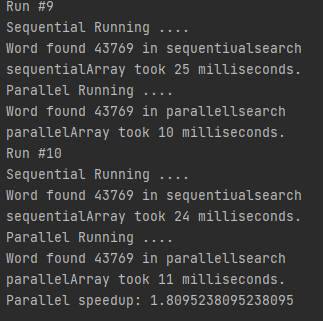 Run #9
Sequential Running ....
Word found 43769 in sequentiualsearch
sequentialArray took 25 milliseconds.
Parallel Running ....
Word found 43769 in parallellsearch
parallelArray took 10 milliseconds.
Run #10
Sequential Running ....
Word found 43769 in sequentiualsearch
sequentialArray took 24 milliseconds.
Parallel Running ....
Word found 43769 in parallellsearch
parallelArray took 11 milliseconds.
Parallel speedup: 1.8095238095238095